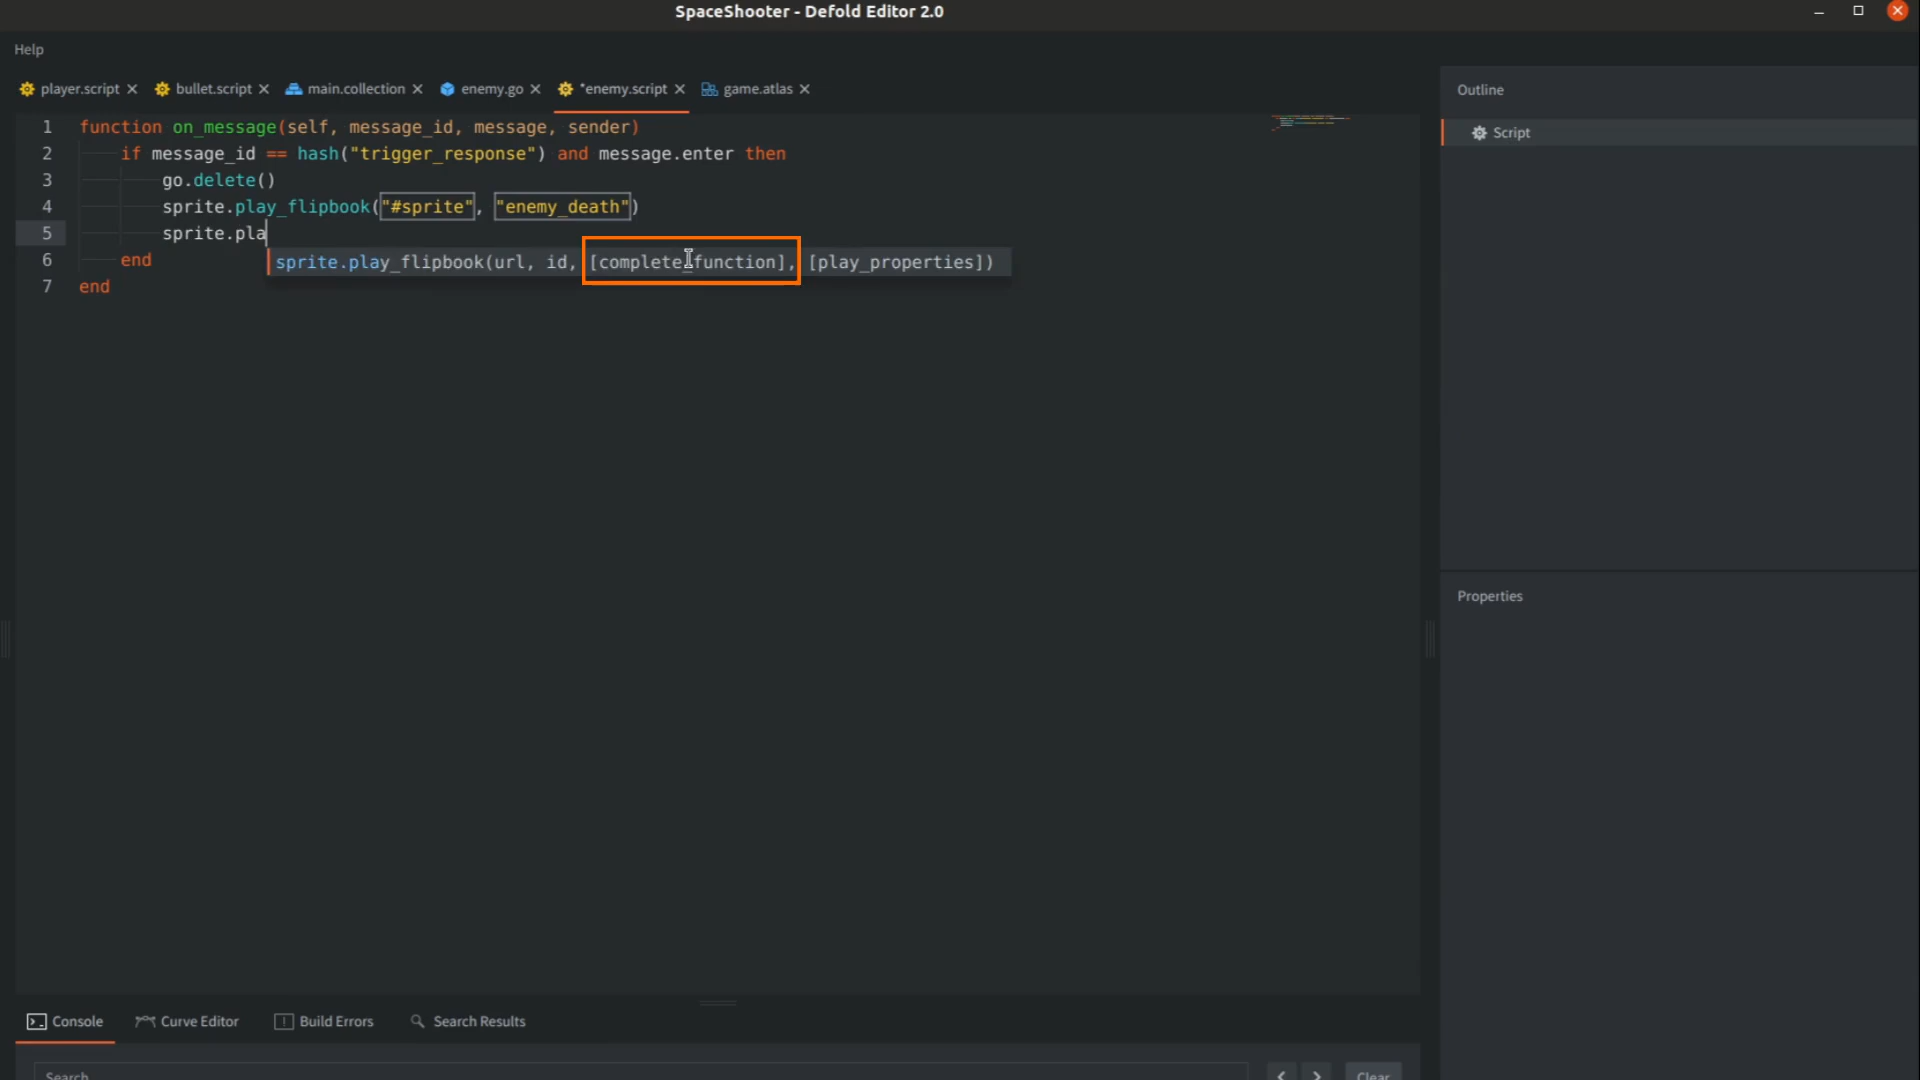 SpaceShooter - Defold Editor 2.0
Help
player.script bullet.script main.collection enemy.go *enemy.script game.atlas
Outline
Script
1 function on_message(self, message_id, message, sender)
2 if message_id == hash("trigger_response") and message.enter then
3 go.delete()
4 sprite.play_flipbook("#sprite", "enemy_death")
5 sprite.pla
sprite.play_flipbook(url, id, [complete_function], [play_properties])
6 end
7 end
Properties
Console Curve Editor Build Errors Search Results
Search Clear